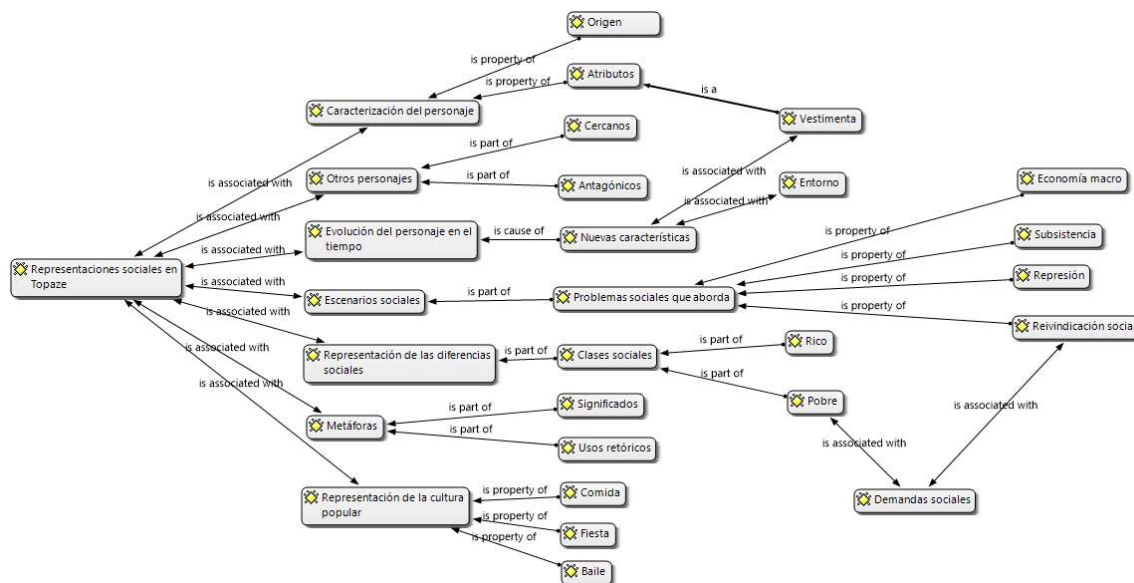 Origen
is property of
Atributos
is property of
is a
Caracterización del personaje
Vestimenta
Cercanos
is part of
is associated with
Otros personajes
is part of
Antagónicos
is associated with
Entorno
is associated with
Economía macro
is associated with
Evolución del personaje en el
tiempo
is cause of
Nuevas características
is property of
Subsistencia
is associated with
is property of
Representaciones sociales en
Topaze
is associated with
Represión
is property of
Escenarios sociales
is part of
Problemas sociales que aborda
is property of
Reivindicación social
is associated with
is associated with
Representación de las diferencias
sociales
is part of
Clases sociales
is part of
Rico
is associated with
is part of
Pobre
is associated with
Metáforas
is part of
Significados
is part of
Usos retóricos
is associated with
Representación de la cultura
popular
is property of
Comida
Demandas sociales
is property of
Fiesta
is property of
Baile